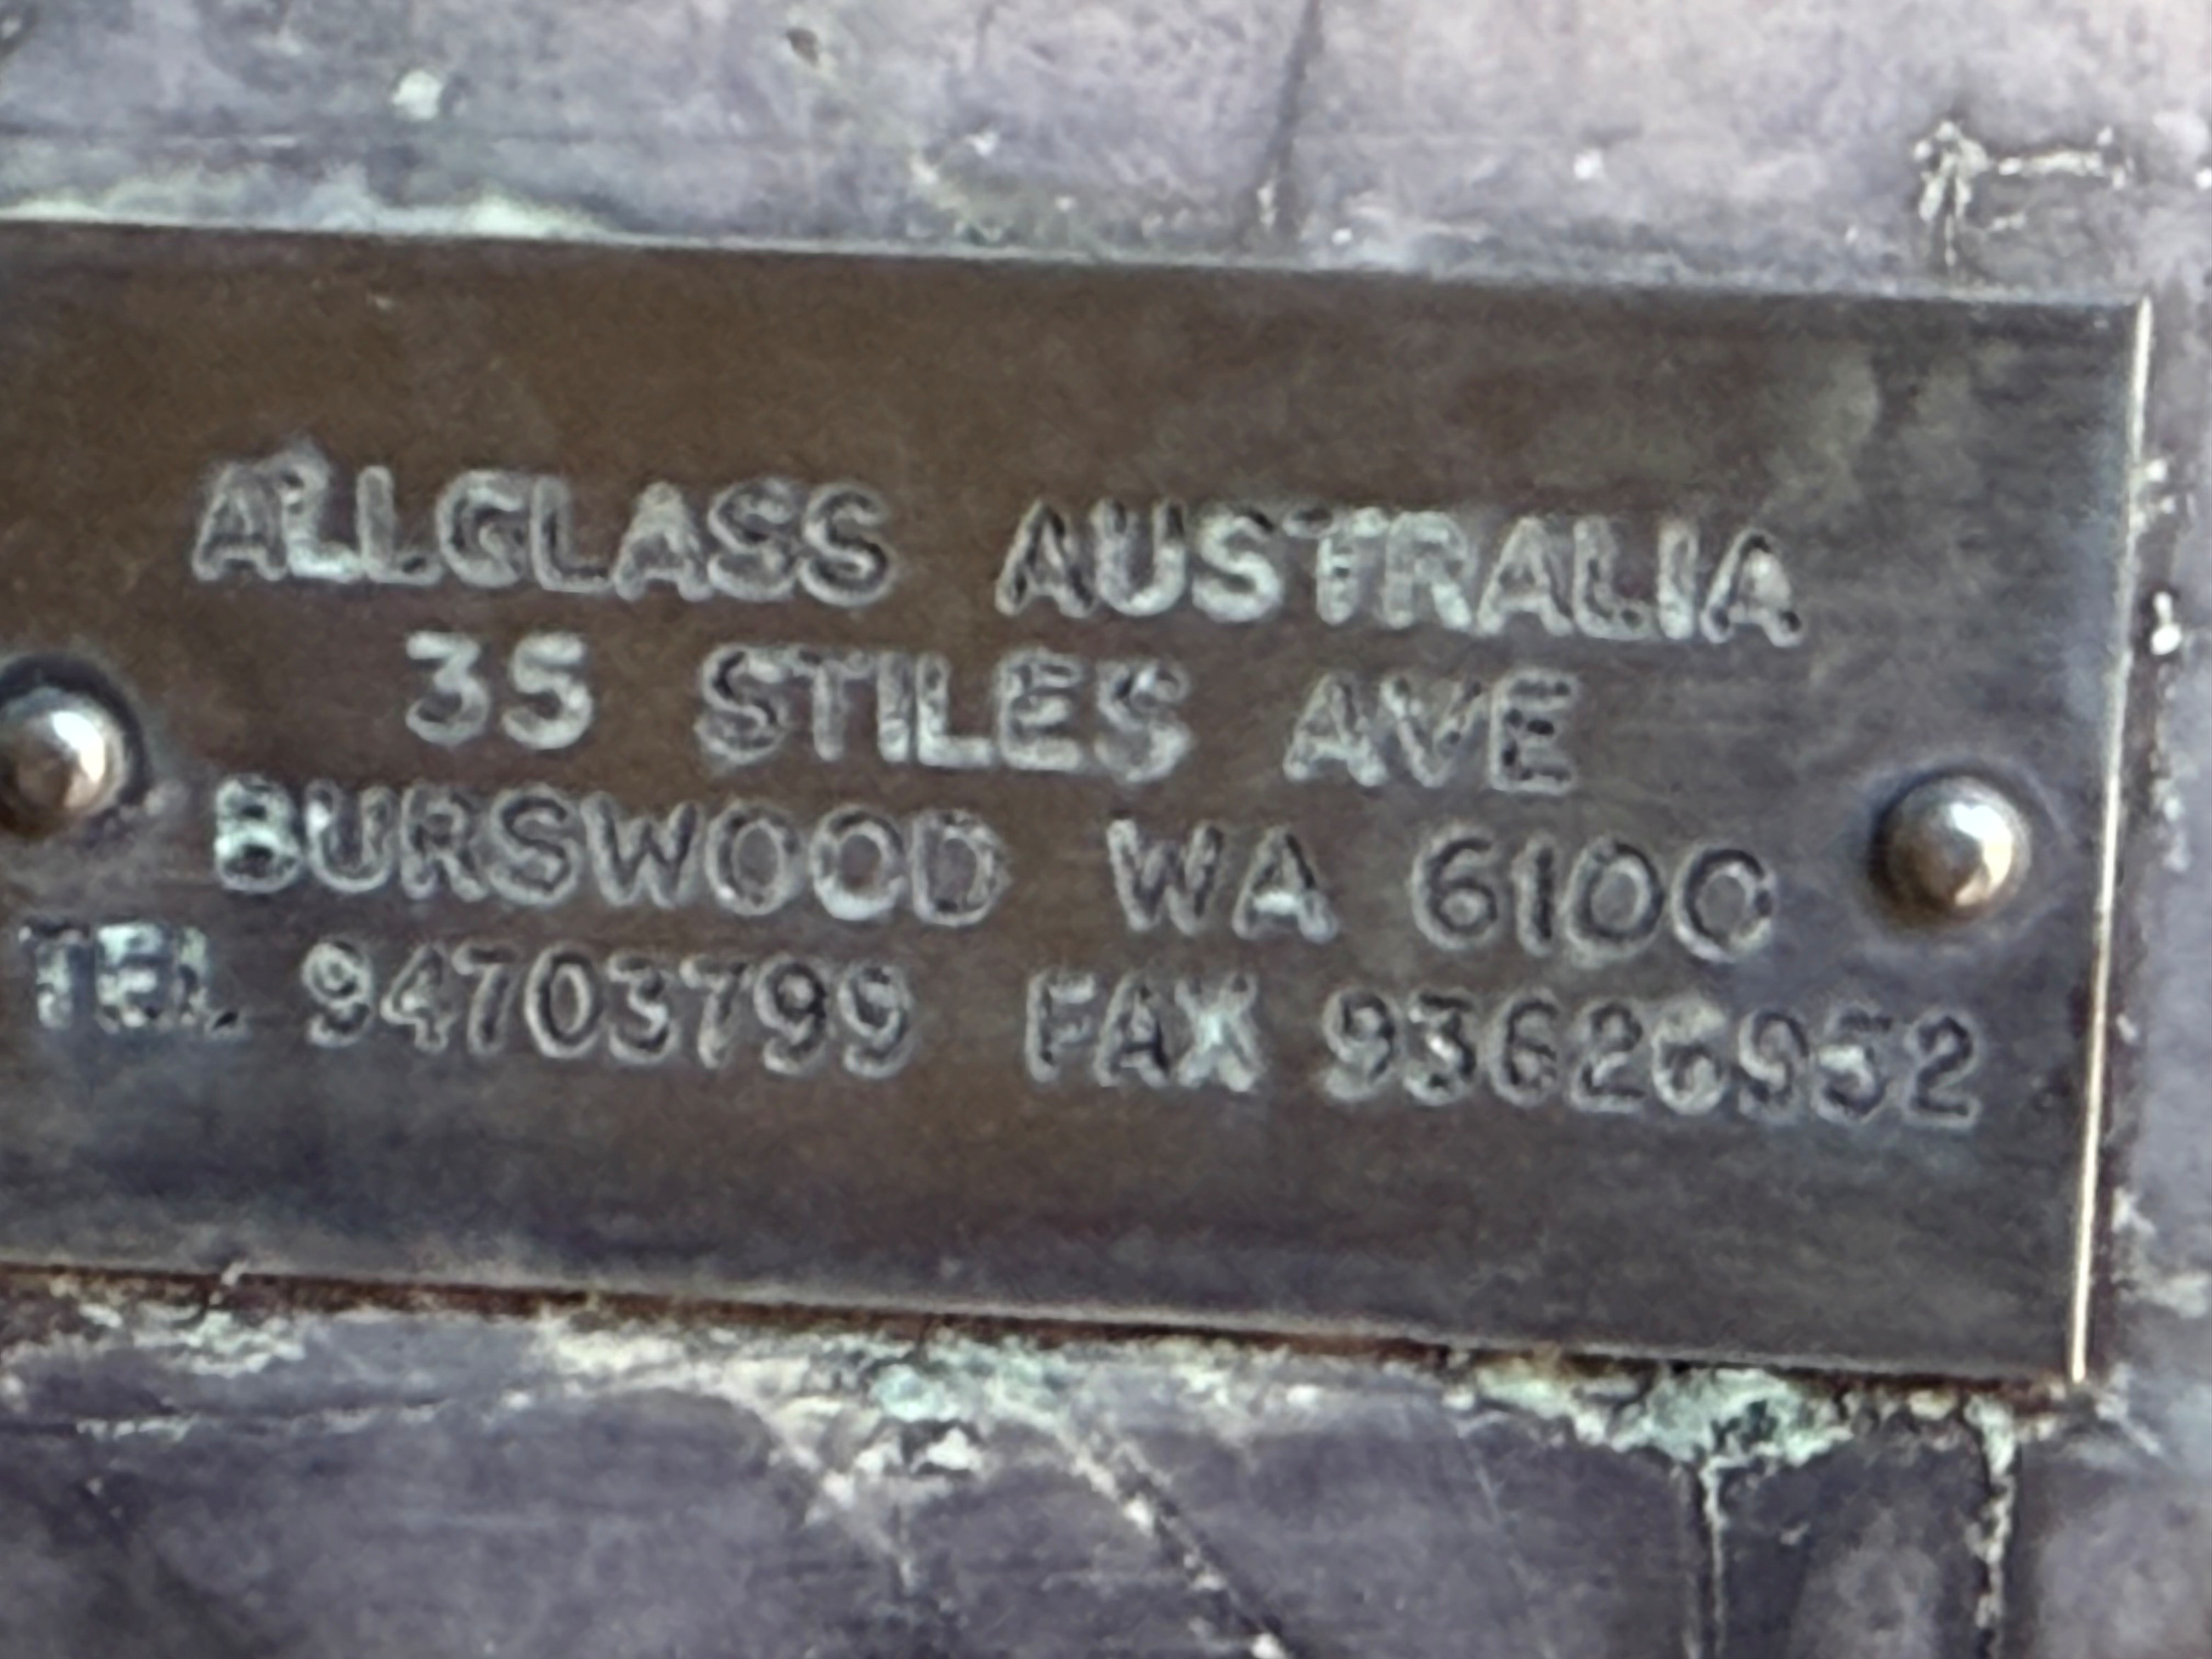 ALLGLASS AUSTRALIA
35 STILES AVE
BURSWOOD WA 6100
TEL. 94703799 FAX 93626952